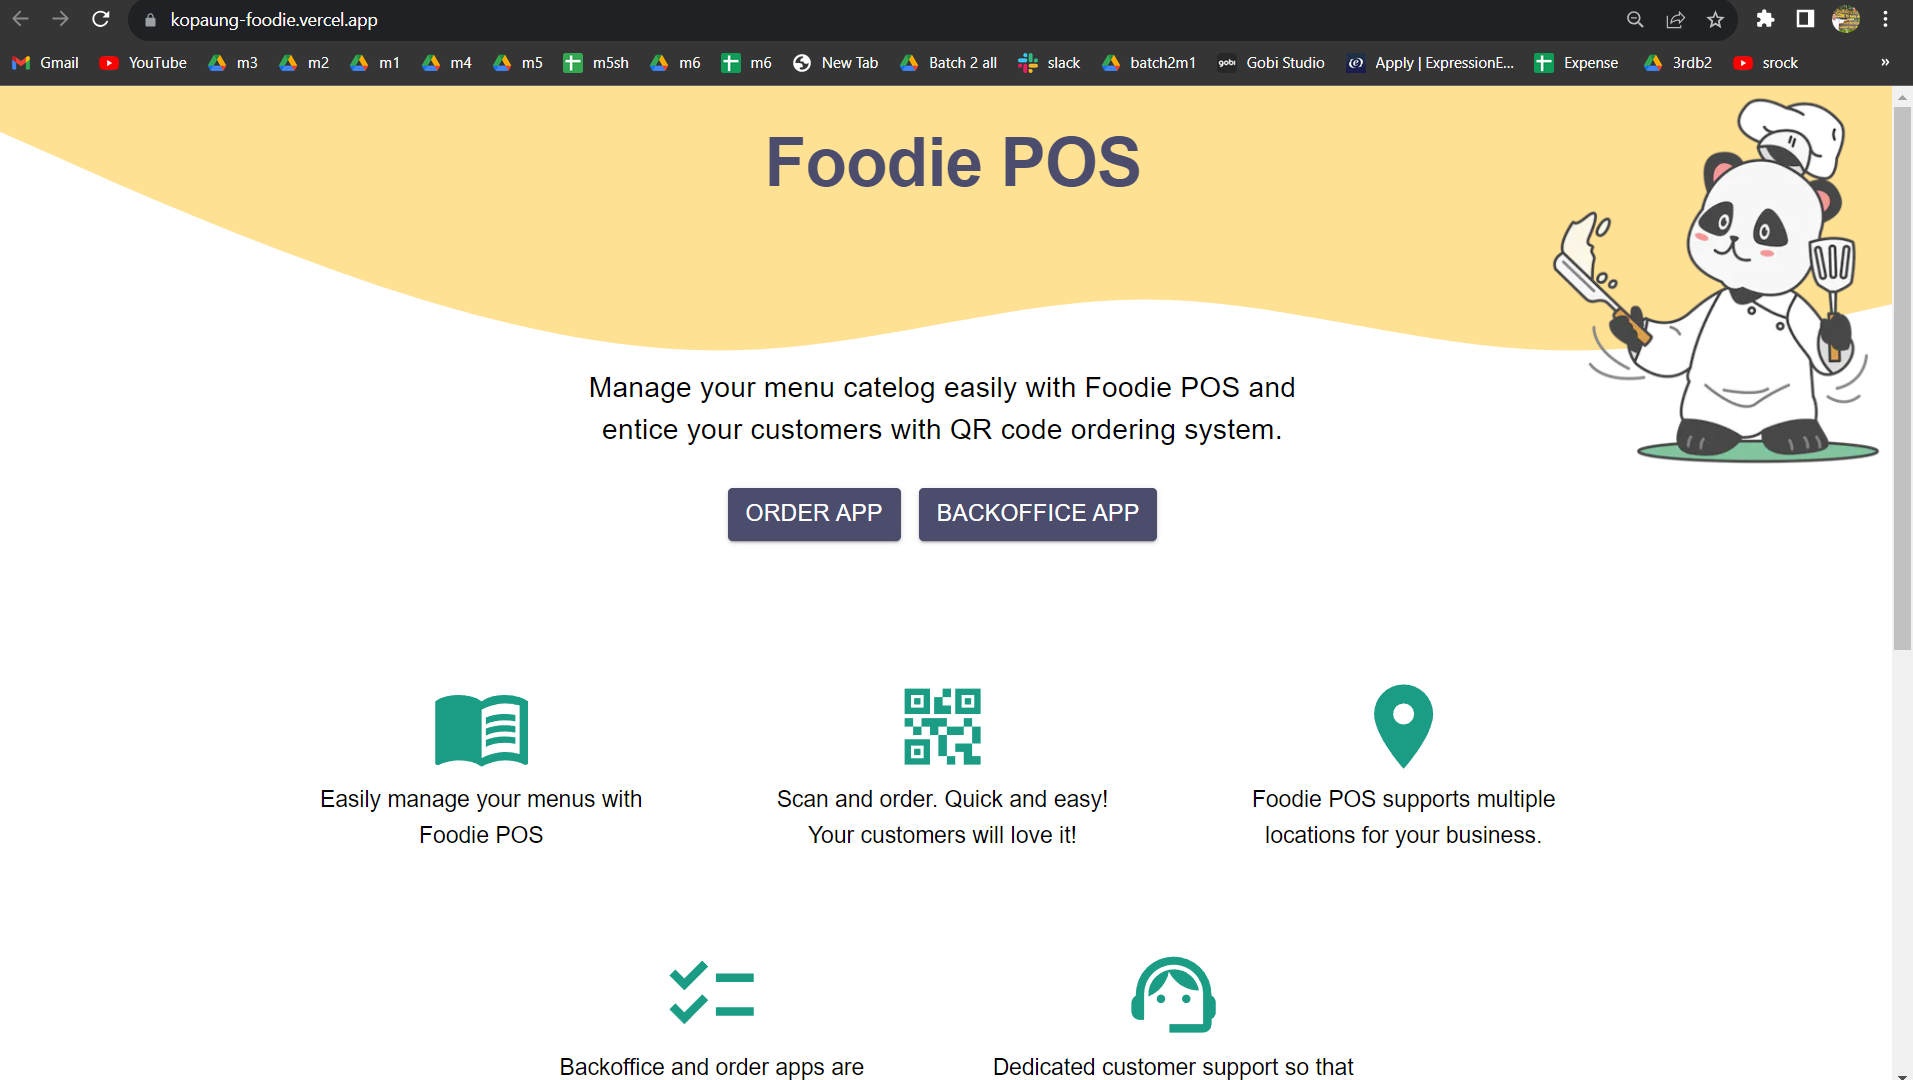 kopaung-foodie.vercel.app
Gmail YouTube m3 m2 m1 m4 m5 m5sh m6 m6 New Tab Batch 2 all slack batch2m1 gobi Gobi Studio Apply | ExpressionE... Expense 3rdb2 srock »
Foodie POS
Manage your menu catelog easily with Foodie POS and
entice your customers with QR code ordering system.
ORDER APP BACKOFFICE APP
Easily manage your menus with
Foodie POS
Scan and order. Quick and easy!
Your customers will love it!
Foodie POS supports multiple
locations for your business.
Backoffice and order apps are
Dedicated customer support so that